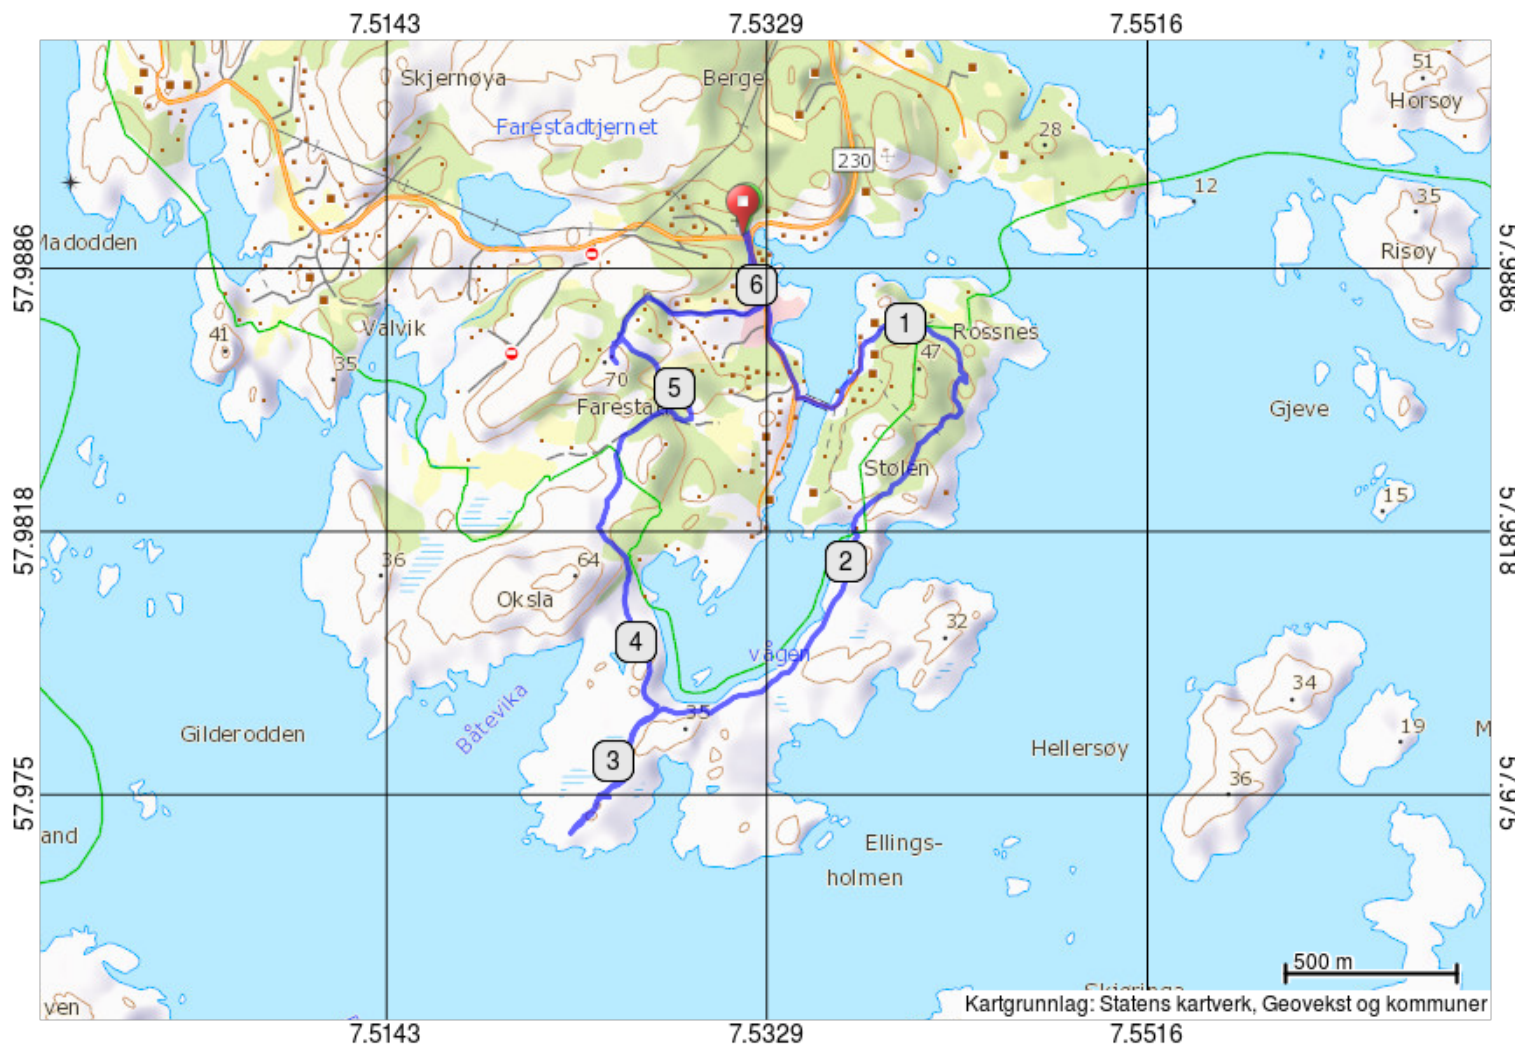 7.5143 7.5329 7.5516
Skjernøya
Berge
51
Horsøy
Farestadtjernet
28
230
12
35
Madodden
57.9886
57.9886
Risøy
6
41
Valvik
1
Rossnes
35
47
70
5
Gjeve
Stølen
15
57.9818
57.9818
36
64
2
Oksla
32
4
vågen
34
35
Båtevika
19
Gilderodden
Hellersøy
M
3
36
57.975
57.975
and
Ellings-
holmen
500 m
ven
Kartgrunnlag: Statens kartverk, Geovekst og kommuner
7.5143 7.5329 7.5516